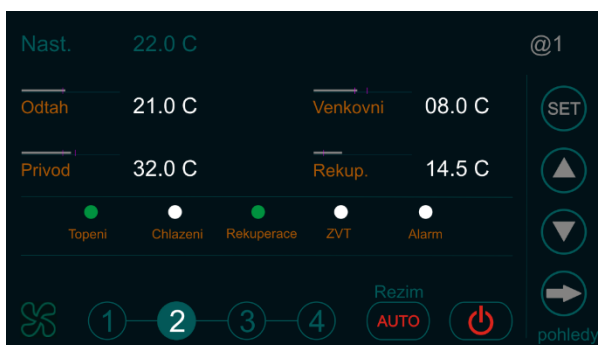 Nast. 22.0 C @1
Odtah 21.0 C Venkovni 08.0 C SET
Privod 32.0 C Rekup. 14.5 C
Topeni Chlazeni Rekuperace ZVT Alarm
Rezim
1 2 3 4 AUTO
pohledy